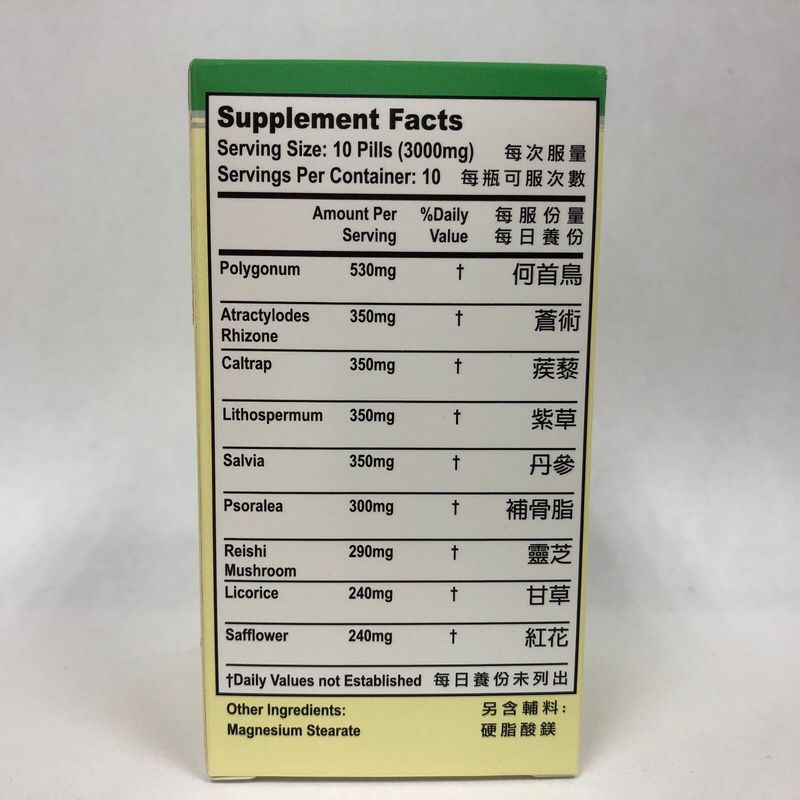 Supplement Facts
Serving Size: 10 Pills (3000mg) 每次服量
Servings Per Container: 10 每瓶可服次數
Amount Per %Daily 每服份量
Serving Value 每日養份
Polygonum 530mg † 何首烏
Atractylodes 350mg † 蒼術
Rhizone
Caltrap 350mg † 蒺藜
Lithospermum 350mg † 紫草
Salvia 350mg † 丹參
Psoralea 300mg † 補骨脂
Reishi 290mg † 靈芝
Mushroom
Licorice 240mg † 甘草
Safflower 240mg † 紅花
†Daily Values not Established 每日養份未列出
Other Ingredients: 另含輔料:
Magnesium Stearate 硬脂酸鎂